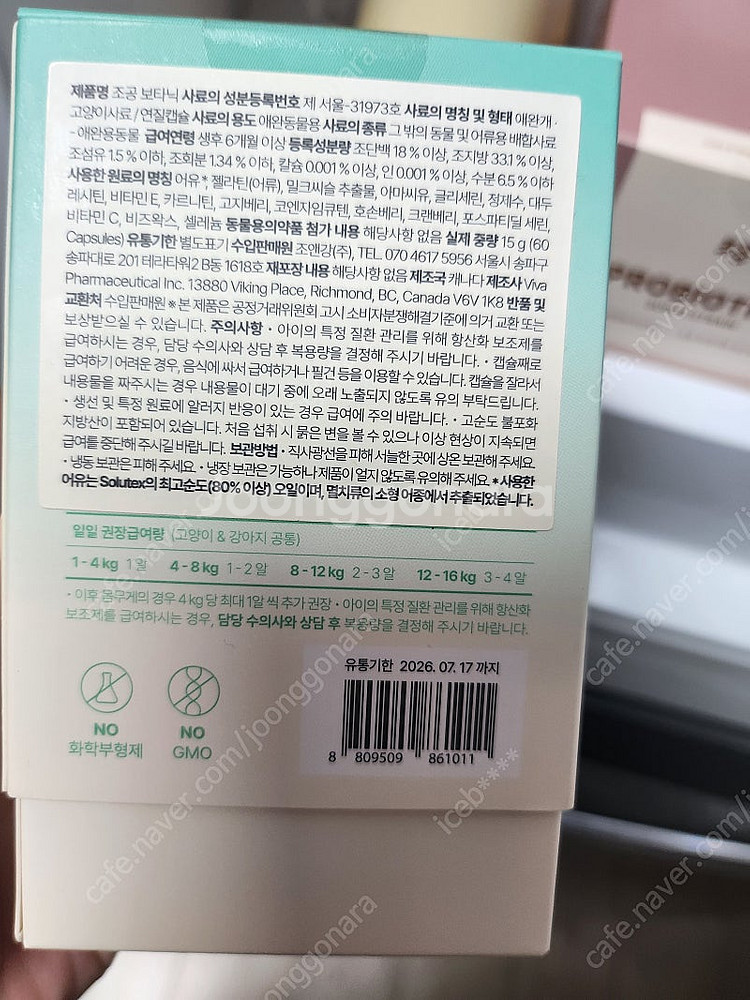 제품명 조공 보타닉 사료의 성분등록번호 제 서울-31973호 사료의 명칭 및 형태 애완개·
고양이사료 / 연질캡슐 사료의 용도 애완동물용 사료의 종류 그 밖의 동물 및 어류용 배합사료
- 애완용동물 급여연령 생후 6개월 이상 등록성분량 조단백 18 % 이상, 조지방 33.1 % 이상,
조섬유 1.5 % 이하, 조회분 1.34 % 이하, 칼슘 0.001 % 이상, 인 0.001 % 이상, 수분 6.5 % 이하
사용한 원료의 명칭 어유*, 젤라틴(어류), 밀크씨슬 추출물, 아마씨유, 글리세린, 정제수, 대두
레시틴, 비타민 E, 카르니틴, 고지베리, 코엔자임큐텐, 호손베리, 크랜베리, 포스파티딜 세린,
비타민 C, 비즈왁스, 셀레늄 동물용의약품 첨가 내용 해당사항 없음 실제 중량 15 g (60
Capsules) 유통기한 별도표기 수입판매원 조앤강(주), TEL 070 4617 5956 서울시 송파구
송파대로 201 테라타워2 B동 1618호 재포장 내용 해당사항 없음 제조국 캐나다 제조사 Viva
Pharmaceutical Inc. 13880 Viking Place, Richmond, BC, Canada V6V 1K8 반품 및
교환처 수입판매원 ※ 본 제품은 공정거래위원회 고시 소비자분쟁해결기준에 의거 교환 또는
보상받으실 수 있습니다. 주의사항 · 아이의 특정 질환 관리를 위해 항산화 보조제를
급여하시는 경우, 담당 수의사와 상담 후 복용량을 결정해 주시기 바랍니다. · 캡슐째로
급여하기 어려운 경우, 음식에 싸서 급여하거나 필건 등을 이용할 수 있습니다. 캡슐을 잘라서
내용물을 짜주시는 경우 내용물이 대기 중에 오래 노출되지 않도록 유의 부탁드립니다.
· 생선 및 특정 원료에 알러지 반응이 있는 경우 급여에 주의 바랍니다. · 고순도 불포화
지방산이 포함되어 있습니다. 처음 섭취 시 묽은 변을 볼 수 있으나 이상 현상이 지속되면
급여를 중단해 주시길 바랍니다. 보관방법 · 직사광선을 피해 서늘한 곳에 상온 보관해 주세요.
· 냉동 보관은 피해 주세요. · 냉장 보관은 가능하나 제품이 얼지 않도록 유의해 주세요. *사용한
어유는 Solutex의 최고순도(80% 이상) 오일이며, 멸치류의 소형 어종에서 추출되었습니다.
일일 권장급여량 (고양이 & 강아지 공통)
1 - 4 kg 1알 4 - 8 kg 1 - 2 알 8 - 12 kg 2 - 3 알 12 - 16 kg 3 - 4 알
· 이후 몸무게의 경우 4 kg 당 최대 1알 씩 추가 권장 · 아이의 특정 질환 관리를 위해 항산화
보조제를 급여하시는 경우, 담당 수의사와 상담 후 복용량을 결정해 주시기 바랍니다.
NO
화학부형제
NO
GMO
유통기한 2026. 07. 17 까지
8 809509 861011
PROBIOT
Joonggonara
iceb****
cafe.naver.com/joonggonara